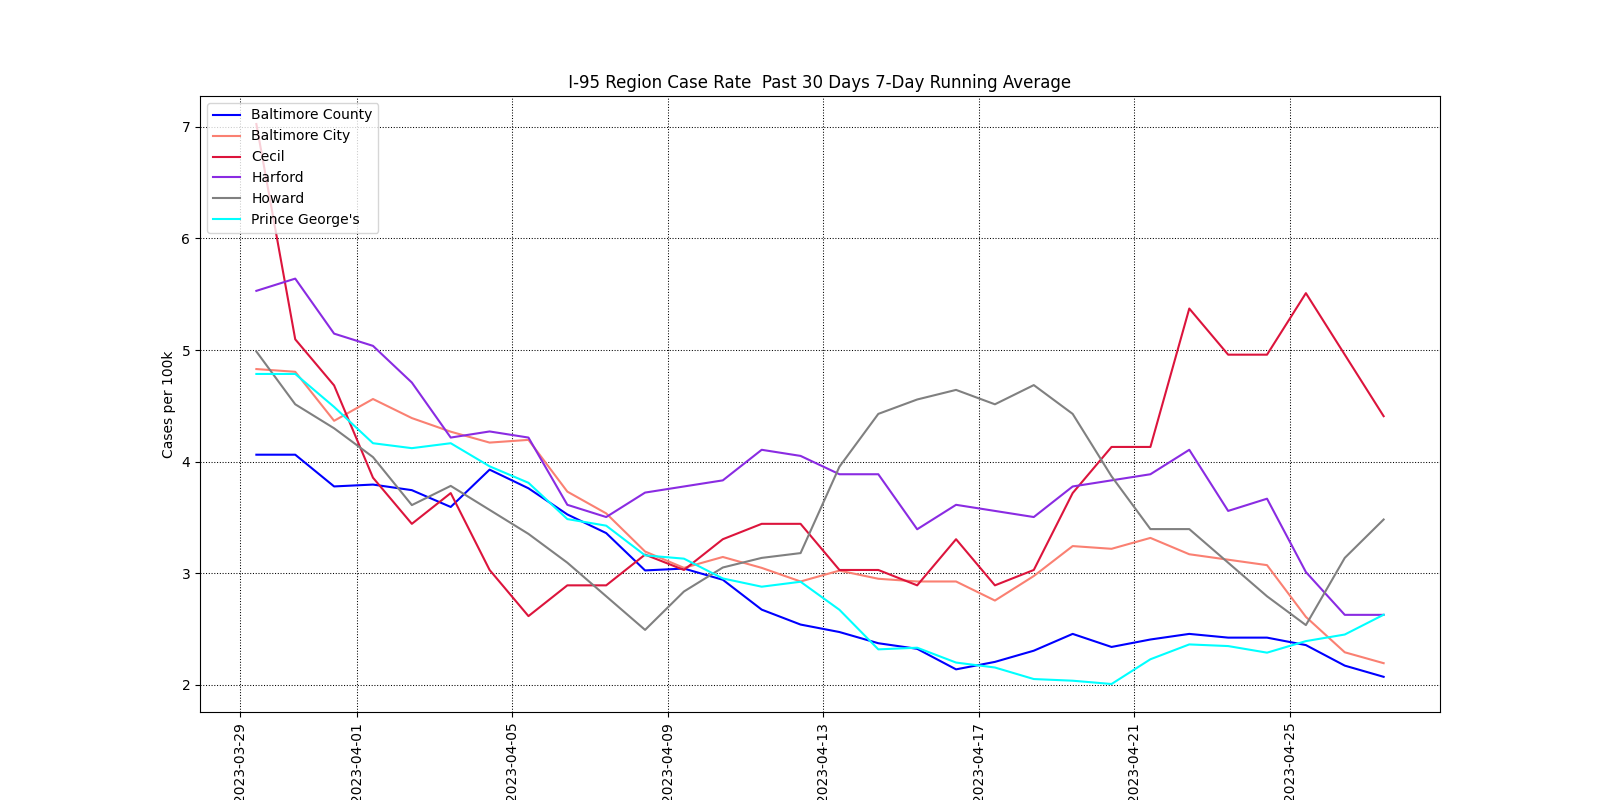 I-95 Region Case Rate  Past 30 Days 7-Day Running Average
Baltimore County
Baltimore City
Cecil
Harford
Howard
Prince George's
Cases per 100k
7
6
5
4
3
2
2023-03-29
2023-04-01
2023-04-05
2023-04-09
2023-04-13
2023-04-17
2023-04-21
2023-04-25